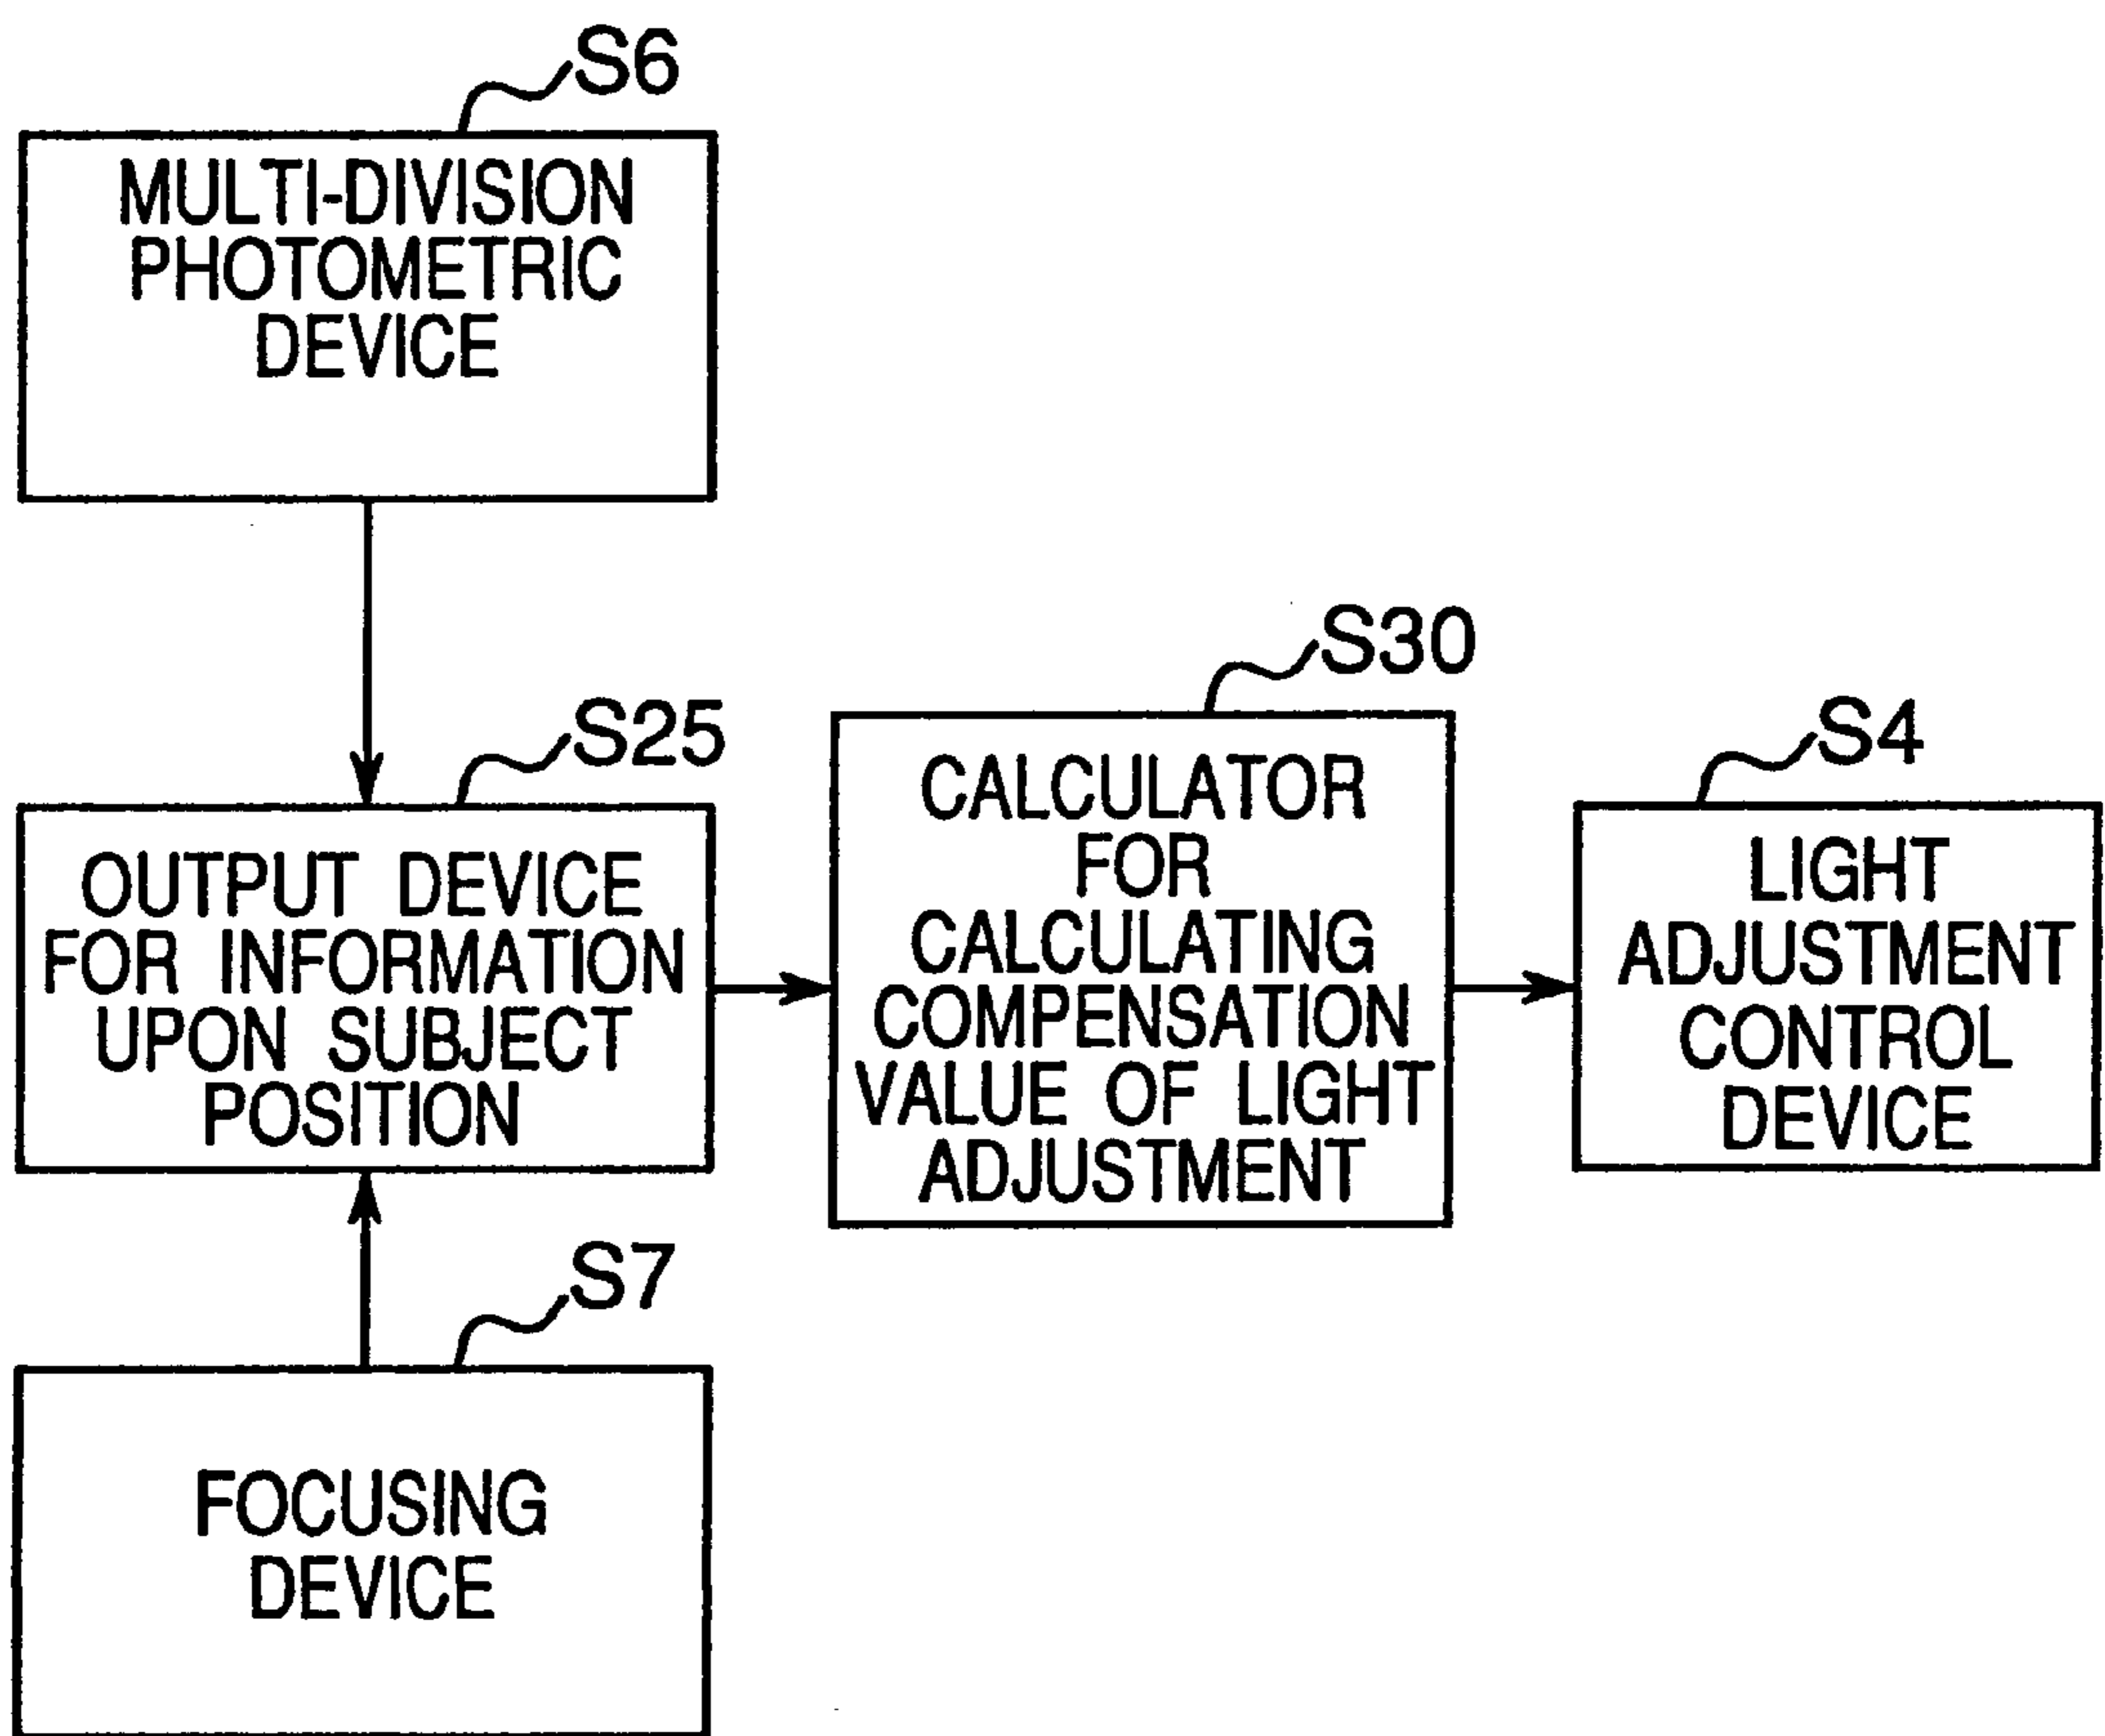 S6
MULTI-DIVISION
PHOTOMETRIC
DEVICE
S25
OUTPUT DEVICE
FOR INFORMATION
UPON SUBJECT
POSITION
S30
CALCULATOR
FOR
CALCULATING
COMPENSATION
VALUE OF LIGHT
ADJUSTMENT
S4
LIGHT
ADJUSTMENT
CONTROL
DEVICE
S7
FOCUSING
DEVICE